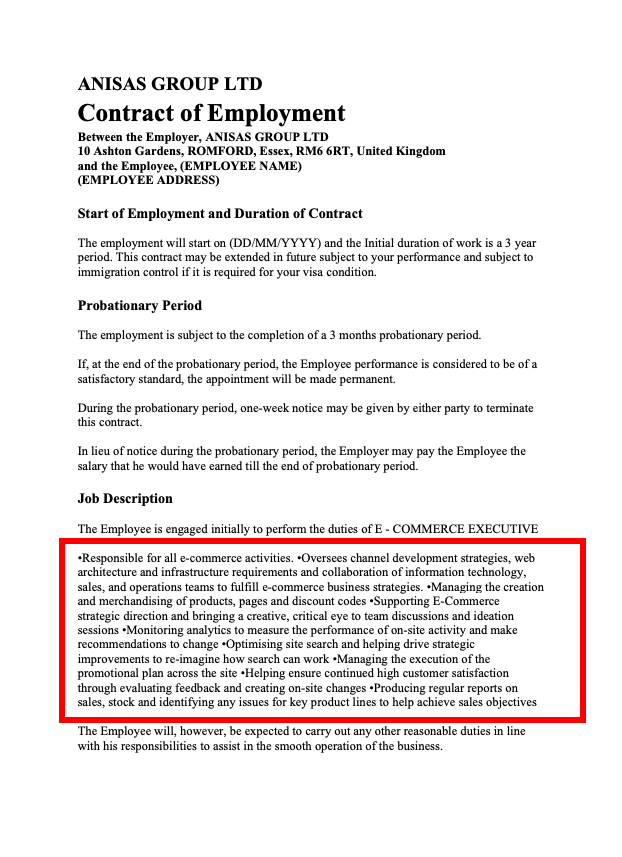 ANISAS GROUP LTD
Contract of Employment
Between the Employer, ANISAS GROUP LTD
10 Ashton Gardens, ROMFORD, Essex, RM6 6RT, United Kingdom
and the Employee, (EMPLOYEE NAME)
(EMPLOYEE ADDRESS)
Start of Employment and Duration of Contract
The employment will start on (DD/MM/YYYY) and the Initial duration of work is a 3 year
period. This contract may be extended in future subject to your performance and subject to
immigration control if it is required for your visa condition.
Probationary Period
The employment is subject to the completion of a 3 months probationary period.
If, at the end of the probationary period, the Employee performance is considered to be of a
satisfactory standard, the appointment will be made permanent.
During the probationary period, one-week notice may be given by either party to terminate
this contract.
In lieu of notice during the probationary period, the Employer may pay the Employee the
salary that he would have earned till the end of probationary period.
Job Description
The Employee is engaged initially to perform the duties of E - COMMERCE EXECUTIVE
•Responsible for all e-commerce activities. •Oversees channel development strategies, web
architecture and infrastructure requirements and collaboration of information technology,
sales, and operations teams to fulfill e-commerce business strategies. •Managing the creation
and merchandising of products, pages and discount codes •Supporting E-Commerce
strategic direction and bringing a creative, critical eye to team discussions and ideation
sessions •Monitoring analytics to measure the performance of on-site activity and make
recommendations to change •Optimising site search and helping drive strategic
improvements to re-imagine how search can work •Managing the execution of the
promotional plan across the site •Helping ensure continued high customer satisfaction
through evaluating feedback and creating on-site changes •Producing regular reports on
sales, stock and identifying any issues for key product lines to help achieve sales objectives
The Employee will, however, be expected to carry out any other reasonable duties in line
with his responsibilities to assist in the smooth operation of the business.